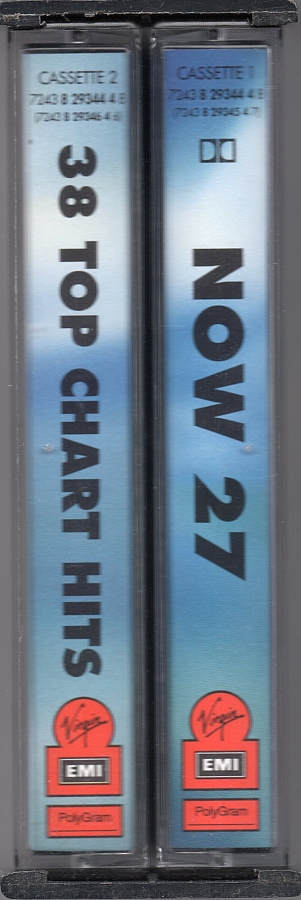 CASSETTE 2
7243 8 29344 4 8
(7243 8 29346 4 6)
38 TOP CHART HITS
Virgin
EMI
PolyGram
CASSETTE 1
7243 8 29344 4 8
(7243 8 29345 4 7)
NOW 27
Virgin
EMI
PolyGram